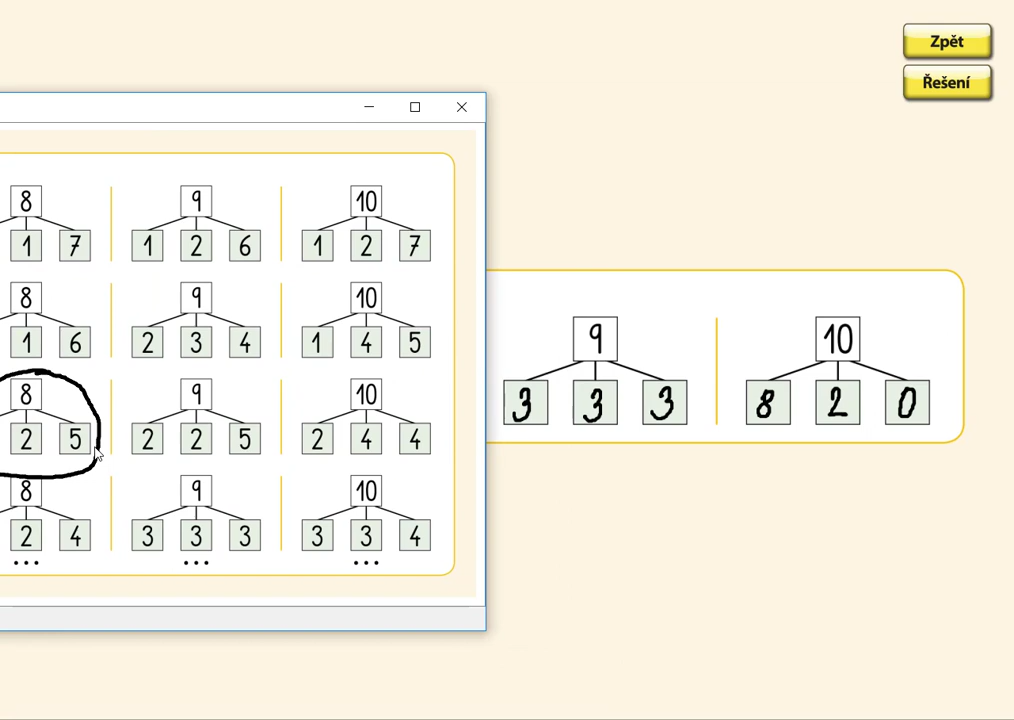 Zpět
Řešení
8 9 10
1 7 1 2 6 1 2 7
8 9 10
1 6 2 3 4 1 4 5
8 9 10
2 5 2 2 5 2 4 4
8 9 10
2 4 3 3 3 3 3 4
... ... ...
9 10
3 3 3 8 2 0